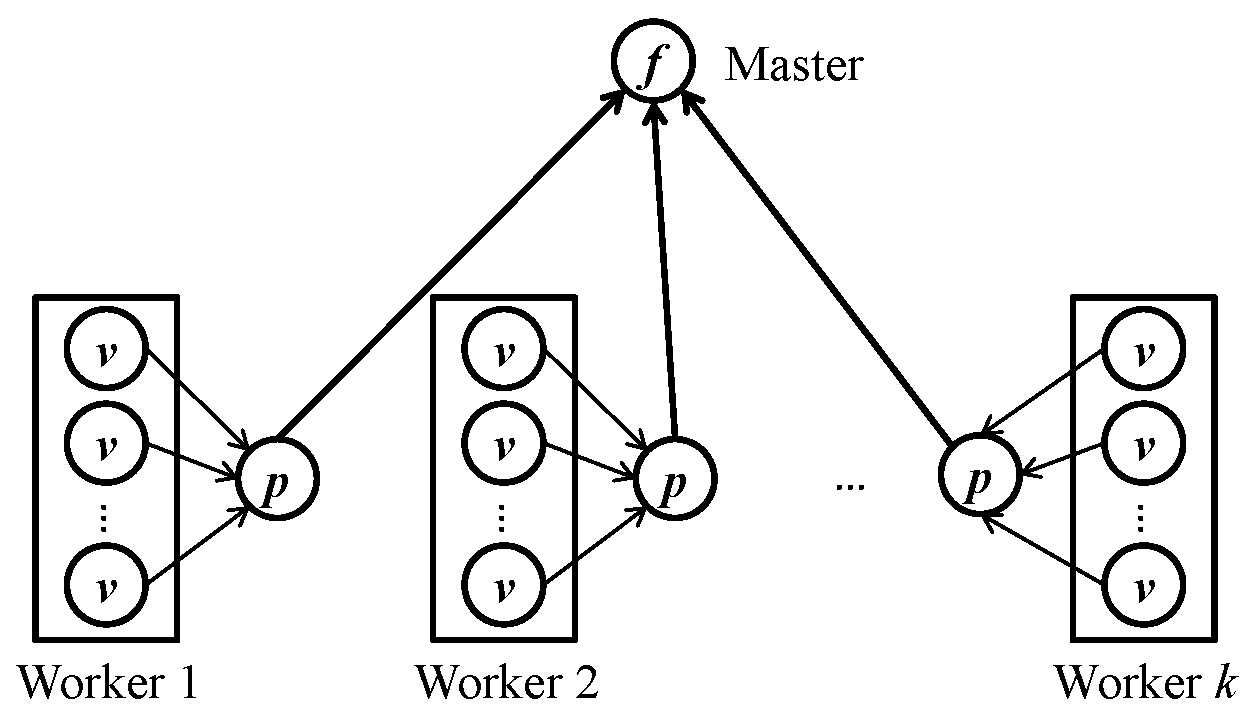 f Master
v v v
v v v
p p ... p
⋮ ⋮ ⋮
v v v
Worker 1 Worker 2 Worker k